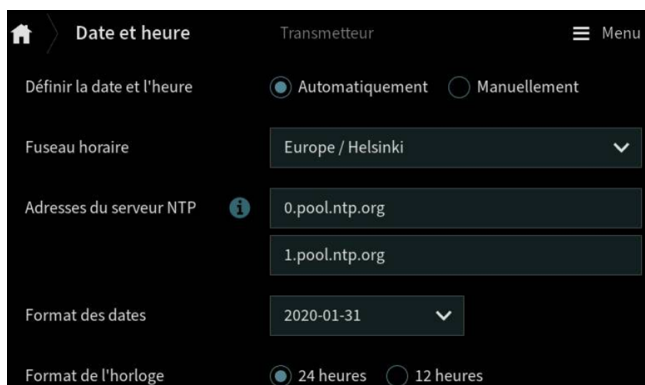 Date et heure Transmetteur Menu
Définir la date et l'heure Automatiquement Manuellement
Fuseau horaire Europe / Helsinki
Adresses du serveur NTP 0.pool.ntp.org
1.pool.ntp.org
Format des dates 2020-01-31
Format de l'horloge 24 heures 12 heures